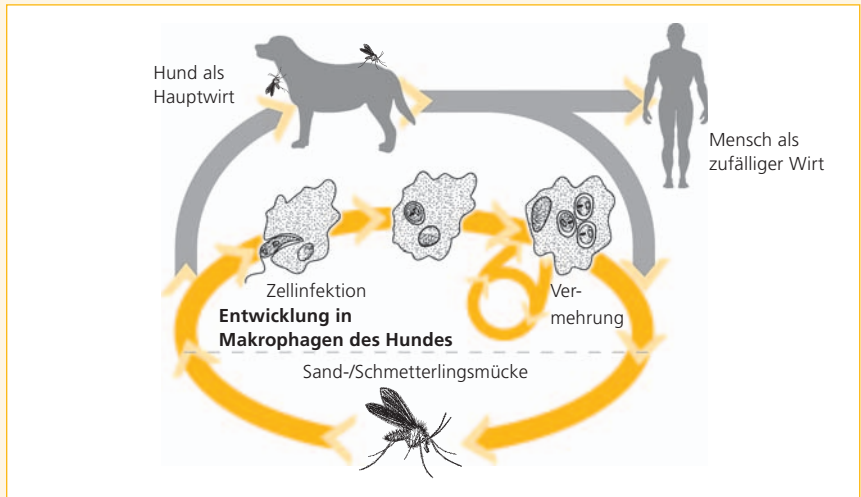 Hund als
Hauptwirt
Mensch als
zufälliger Wirt
Zellinfektion
Ver-
mehrung
Entwicklung in
Makrophagen des Hundes
Sand-/Schmetterlingsmücke